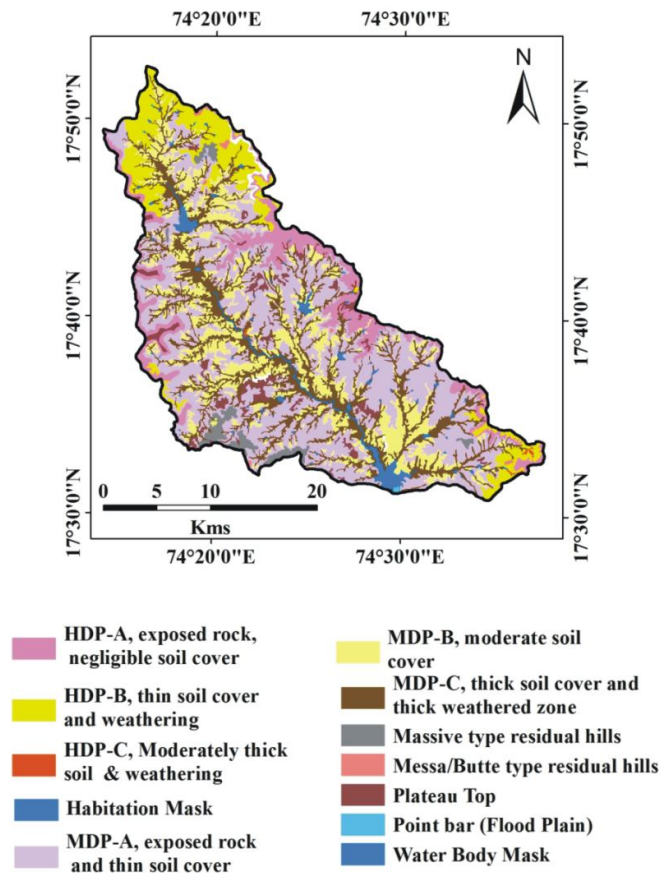 74°20'0"E
74°30'0"E
N
17°50'0"N
17°50'0"N
17°40'0"N
17°40'0"N
17°30'0"N
17°30'0"N
0 5 10 20
Kms
74°20'0"E
74°30'0"E
HDP-A, exposed rock,
negligible soil cover
HDP-B, thin soil cover
and weathering
HDP-C, Moderately thick
soil & weathering
Habitation Mask
MDP-A, exposed rock
and thin soil cover
MDP-B, moderate soil
cover
MDP-C, thick soil cover and
thick weathered zone
Massive type residual hills
Messa/Butte type residual hills
Plateau Top
Point bar (Flood Plain)
Water Body Mask